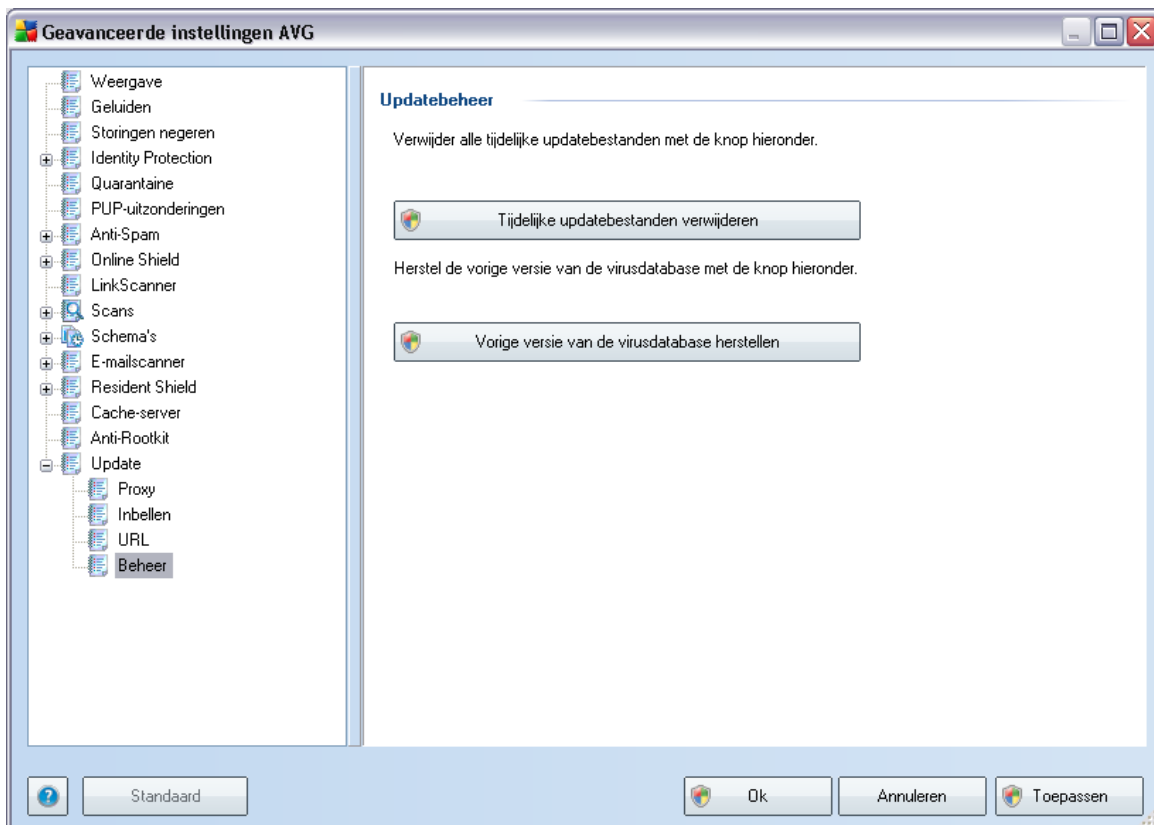 Geavanceerde instellingen AVG
Weergave
Geluiden
Storingen negeren
Identity Protection
Quarantaine
PUP-uitzonderingen
Anti-Spam
Online Shield
LinkScanner
Scans
Schema's
E-mailscanner
Resident Shield
Cache-server
Anti-Rootkit
Update
Proxy
Inbellen
URL
Beheer
Updatebeheer
Verwijder alle tijdelijke updatebestanden met de knop hieronder.
Tijdelijke updatebestanden verwijderen
Herstel de vorige versie van de virusdatabase met de knop hieronder.
Vorige versie van de virusdatabase herstellen
Standaard
Ok
Annuleren
Toepassen